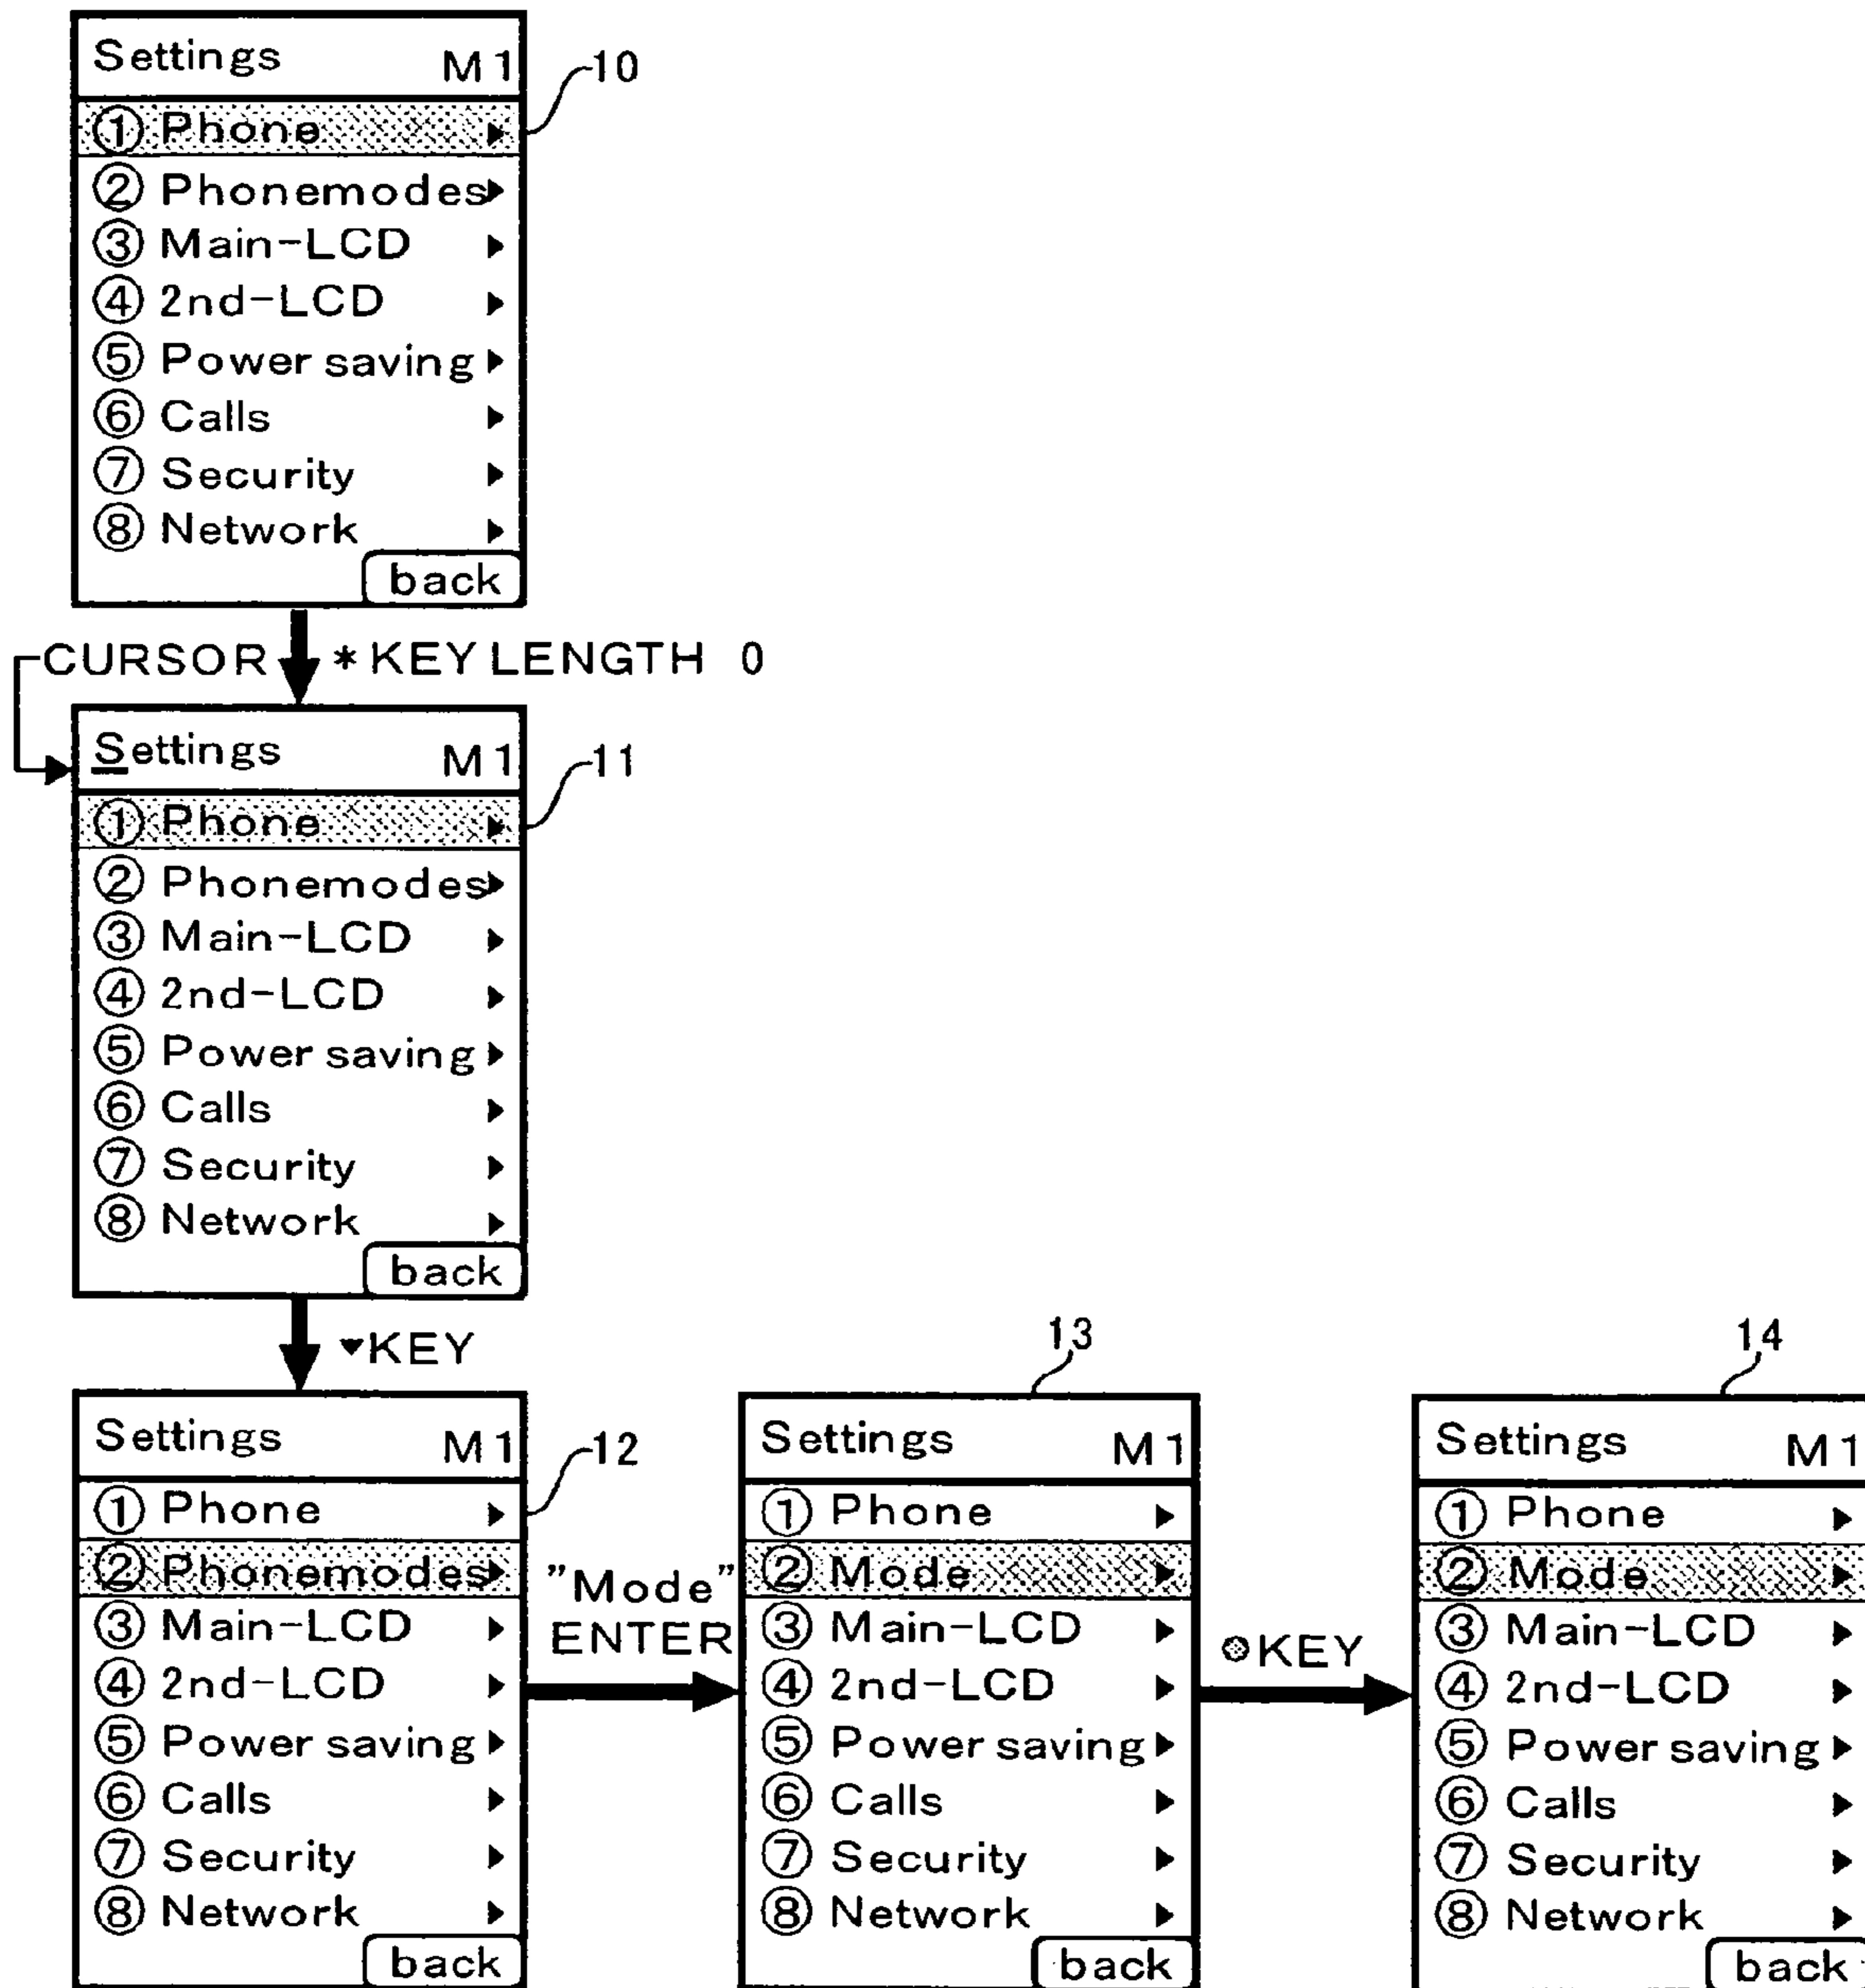 Settings M1
10
① Phone ▶
② Phonemodes▶
③ Main-LCD ▶
④ 2nd-LCD ▶
⑤ Power saving ▶
⑥ Calls ▶
⑦ Security ▶
⑧ Network ▶
back
CURSOR
* KEY LENGTH 0
Settings M1
11
① Phone ▶
② Phonemodes▶
③ Main-LCD ▶
④ 2nd-LCD ▶
⑤ Power saving ▶
⑥ Calls ▶
⑦ Security ▶
⑧ Network ▶
back
▼KEY
Settings M1
12
① Phone ▶
② Phonemodes▶
③ Main-LCD ▶
④ 2nd-LCD ▶
⑤ Power saving ▶
⑥ Calls ▶
⑦ Security ▶
⑧ Network ▶
back
"Mode"
ENTER
13
Settings M1
① Phone ▶
② Mode ▶
③ Main-LCD ▶
④ 2nd-LCD ▶
⑤ Power saving ▶
⑥ Calls ▶
⑦ Security ▶
⑧ Network ▶
back
◎KEY
14
Settings M1
① Phone ▶
② Mode ▶
③ Main-LCD ▶
④ 2nd-LCD ▶
⑤ Power saving ▶
⑥ Calls ▶
⑦ Security ▶
⑧ Network ▶
back